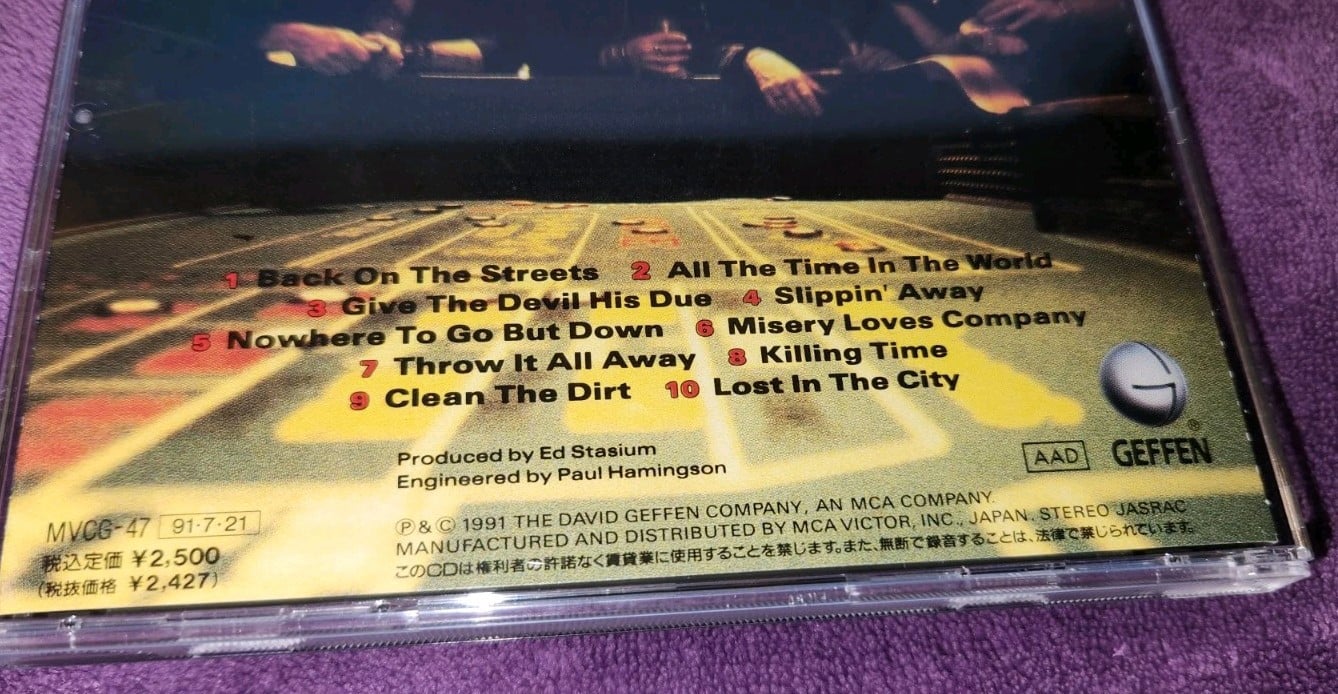 1 Back On The Streets 2 All The Time In The World
3 Give The Devil His Due 4 Slippin' Away
5 Nowhere To Go But Down 6 Misery Loves Company
7 Throw It All Away 8 Killing Time
9 Clean The Dirt 10 Lost In The City
Produced by Ed Stasium
Engineered by Paul Hamingson
AAD
® GEFFEN
MVCG-47 91·7·21
税込定価 ¥2,500
(税抜価格 ¥2,427)
Ⓟ & © 1991 THE DAVID GEFFEN COMPANY, AN MCA COMPANY.
MANUFACTURED AND DISTRIBUTED BY MCA VICTOR, INC., JAPAN. STEREO JASRAC
このCDは権利者の許諾なく賃貸業に使用することを禁じます。また、無断で録音することは、法律で禁じられています。